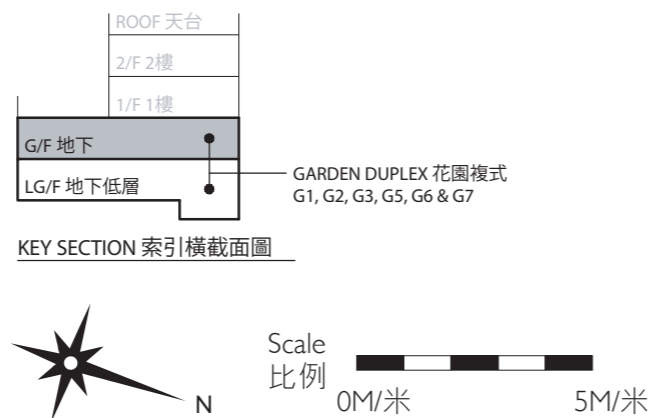 ROOF 天台
2/F 2樓
1/F 1樓
G/F 地下
LG/F 地下低層
GARDEN DUPLEX 花園複式
G1, G2, G3, G5, G6 & G7
KEY SECTION 索引橫截面圖
N
Scale
比例
0M/米 5M/米